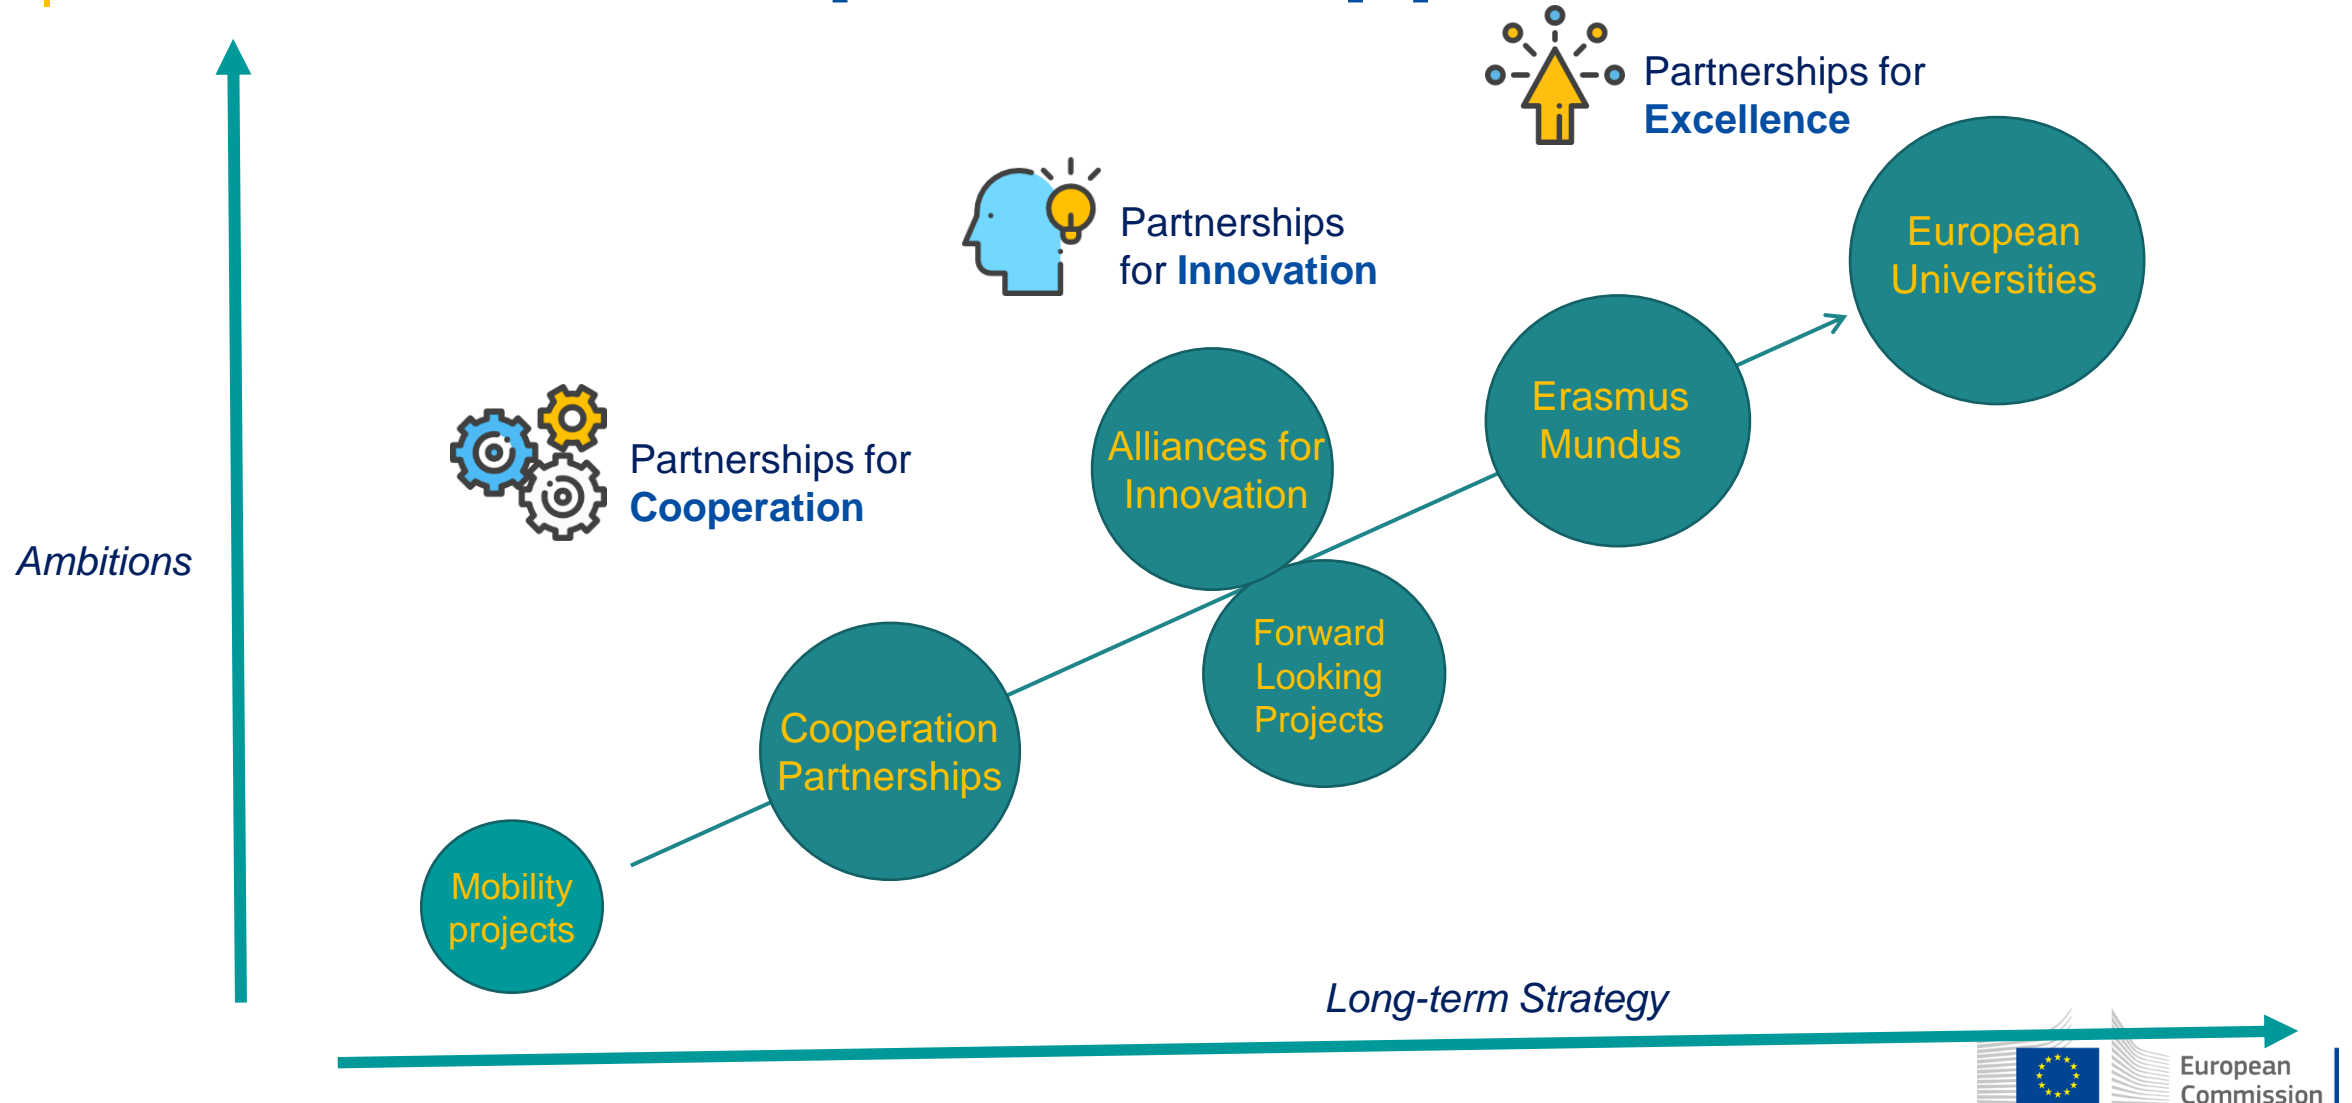 Partnerships for
Excellence
Partnerships
for Innovation
European
Universities
Erasmus
Mundus
Partnerships for
Cooperation
Alliances for
Innovation
Ambitions
Forward
Looking
Projects
Cooperation
Partnerships
Mobility
projects
Long-term Strategy
European
Commission